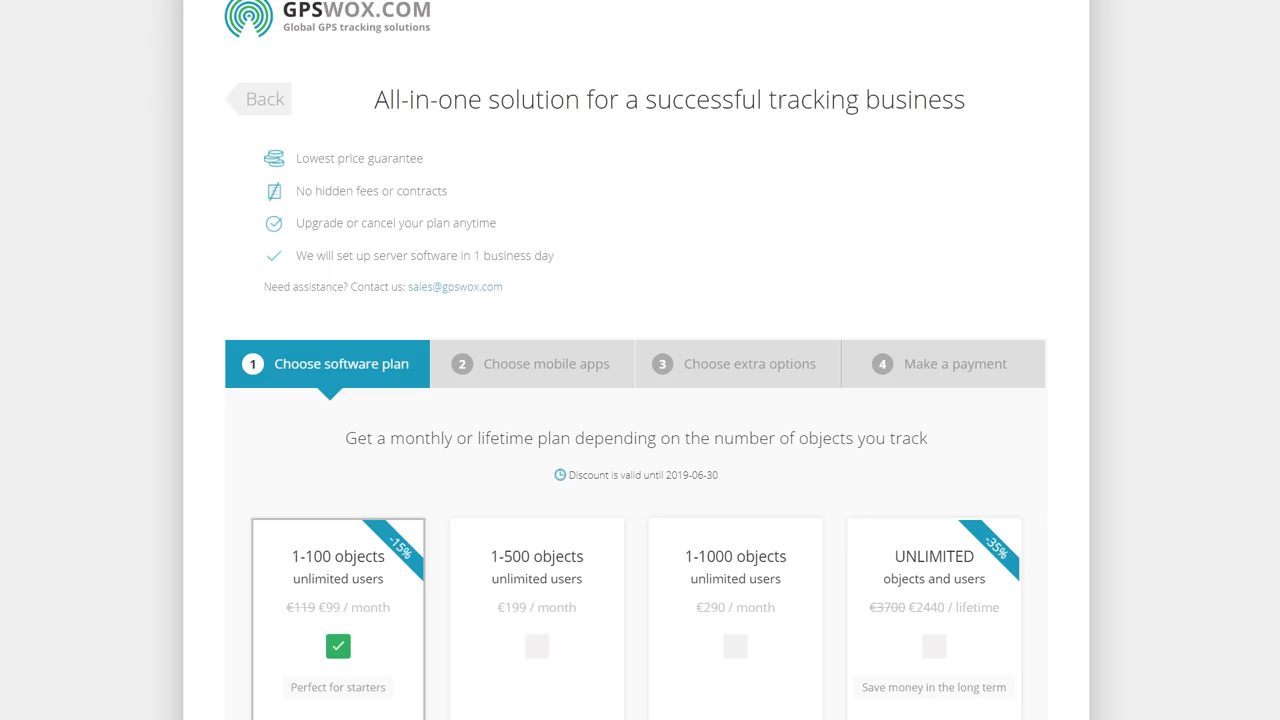 GPSWOX.COM
Global GPS tracking solutions
Back
All-in-one solution for a successful tracking business
Lowest price guarantee
No hidden fees or contracts
Upgrade or cancel your plan anytime
We will set up server software in 1 business day
Need assistance? Contact us: sales@gpswox.com
1 Choose software plan
2 Choose mobile apps
3 Choose extra options
4 Make a payment
Get a monthly or lifetime plan depending on the number of objects you track
Discount is valid until 2019-06-30
-15%
1-100 objects
unlimited users
€119 €99 / month
Perfect for starters
1-500 objects
unlimited users
€199 / month
1-1000 objects
unlimited users
€290 / month
-35%
UNLIMITED
objects and users
€3700 €2440 / lifetime
Save money in the long term